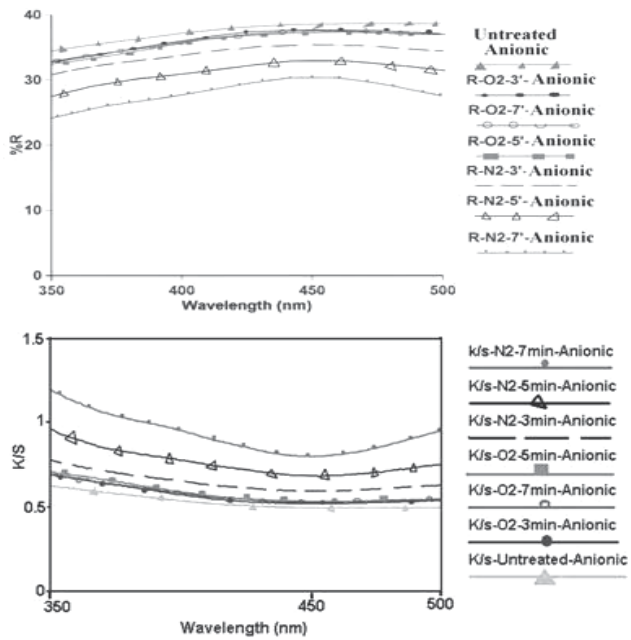 40
30
20
10
0
%R
350
400
450
500
Wavelength (nm)
Untreated
Anionic
R-O2-3'-Anionic
R-O2-7'-Anionic
R-O2-5'-Anionic
R-N2-3'-Anionic
R-N2-5'-Anionic
R-N2-7'-Anionic
1.5
1
0.5
0
K/S
350
450
500
Wavelength (nm)
k/s-N2-7min-Anionic
K/s-N2-5min-Anionic
K/s-N2-3min-Anionic
K/s-O2-5min-Anionic
K/s-O2-7min-Anionic
K/s-O2-3min-Anionic
K/s-Untreated-Anionic